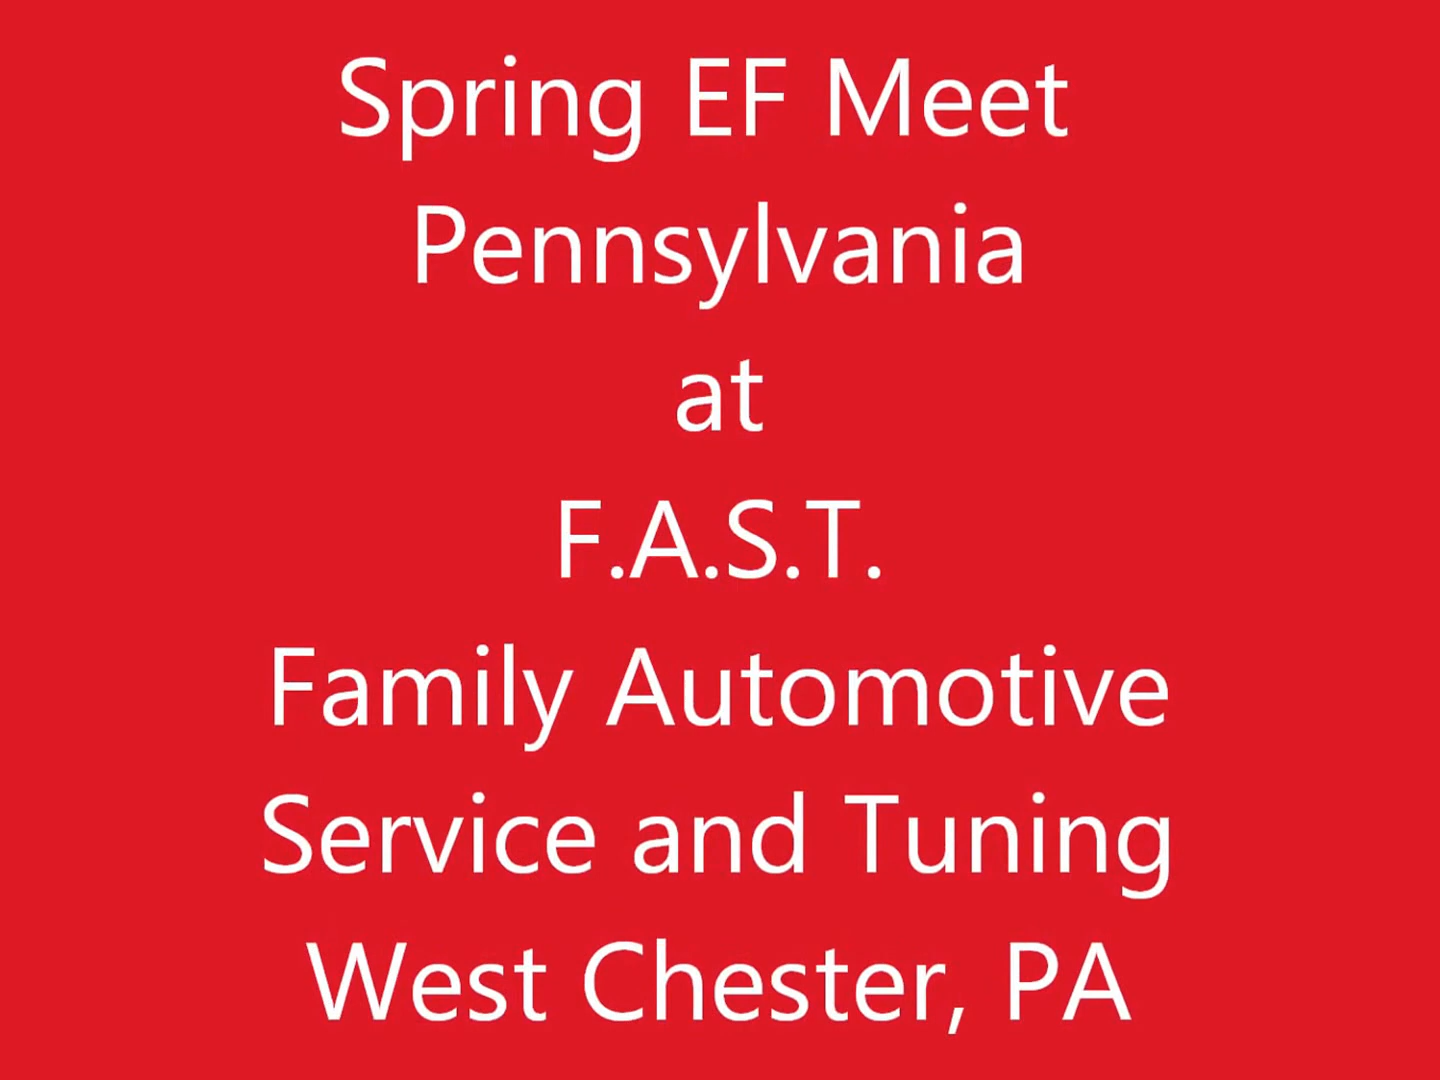 Spring EF Meet
Pennsylvania
at
F.A.S.T.
Family Automotive
Service and Tuning
West Chester, PA